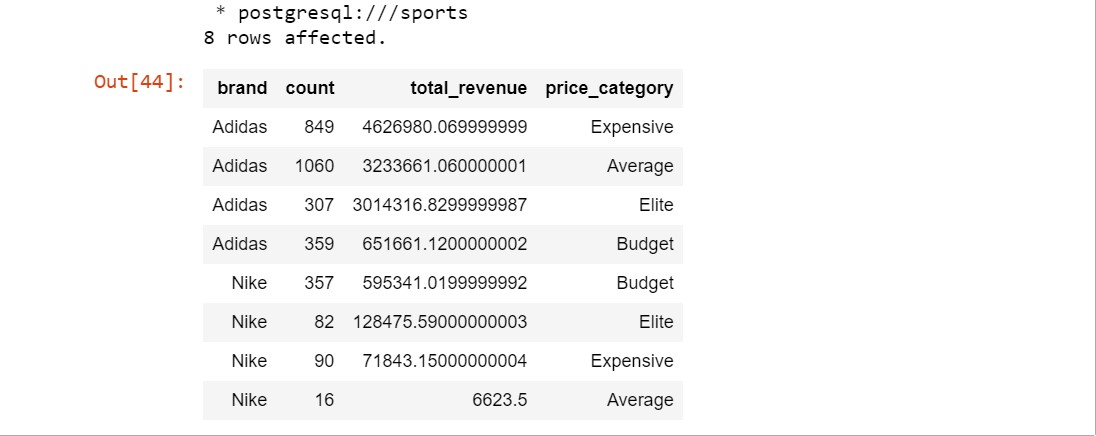 * postgresql:///sports
8 rows affected.
Out[44]:
brand count total_revenue price_category
Adidas 849 4626980.069999999 Expensive
Adidas 1060 3233661.060000001 Average
Adidas 307 3014316.8299999987 Elite
Adidas 359 651661.1200000002 Budget
Nike 357 595341.0199999992 Budget
Nike 82 128475.59000000003 Elite
Nike 90 71843.15000000004 Expensive
Nike 16 6623.5 Average